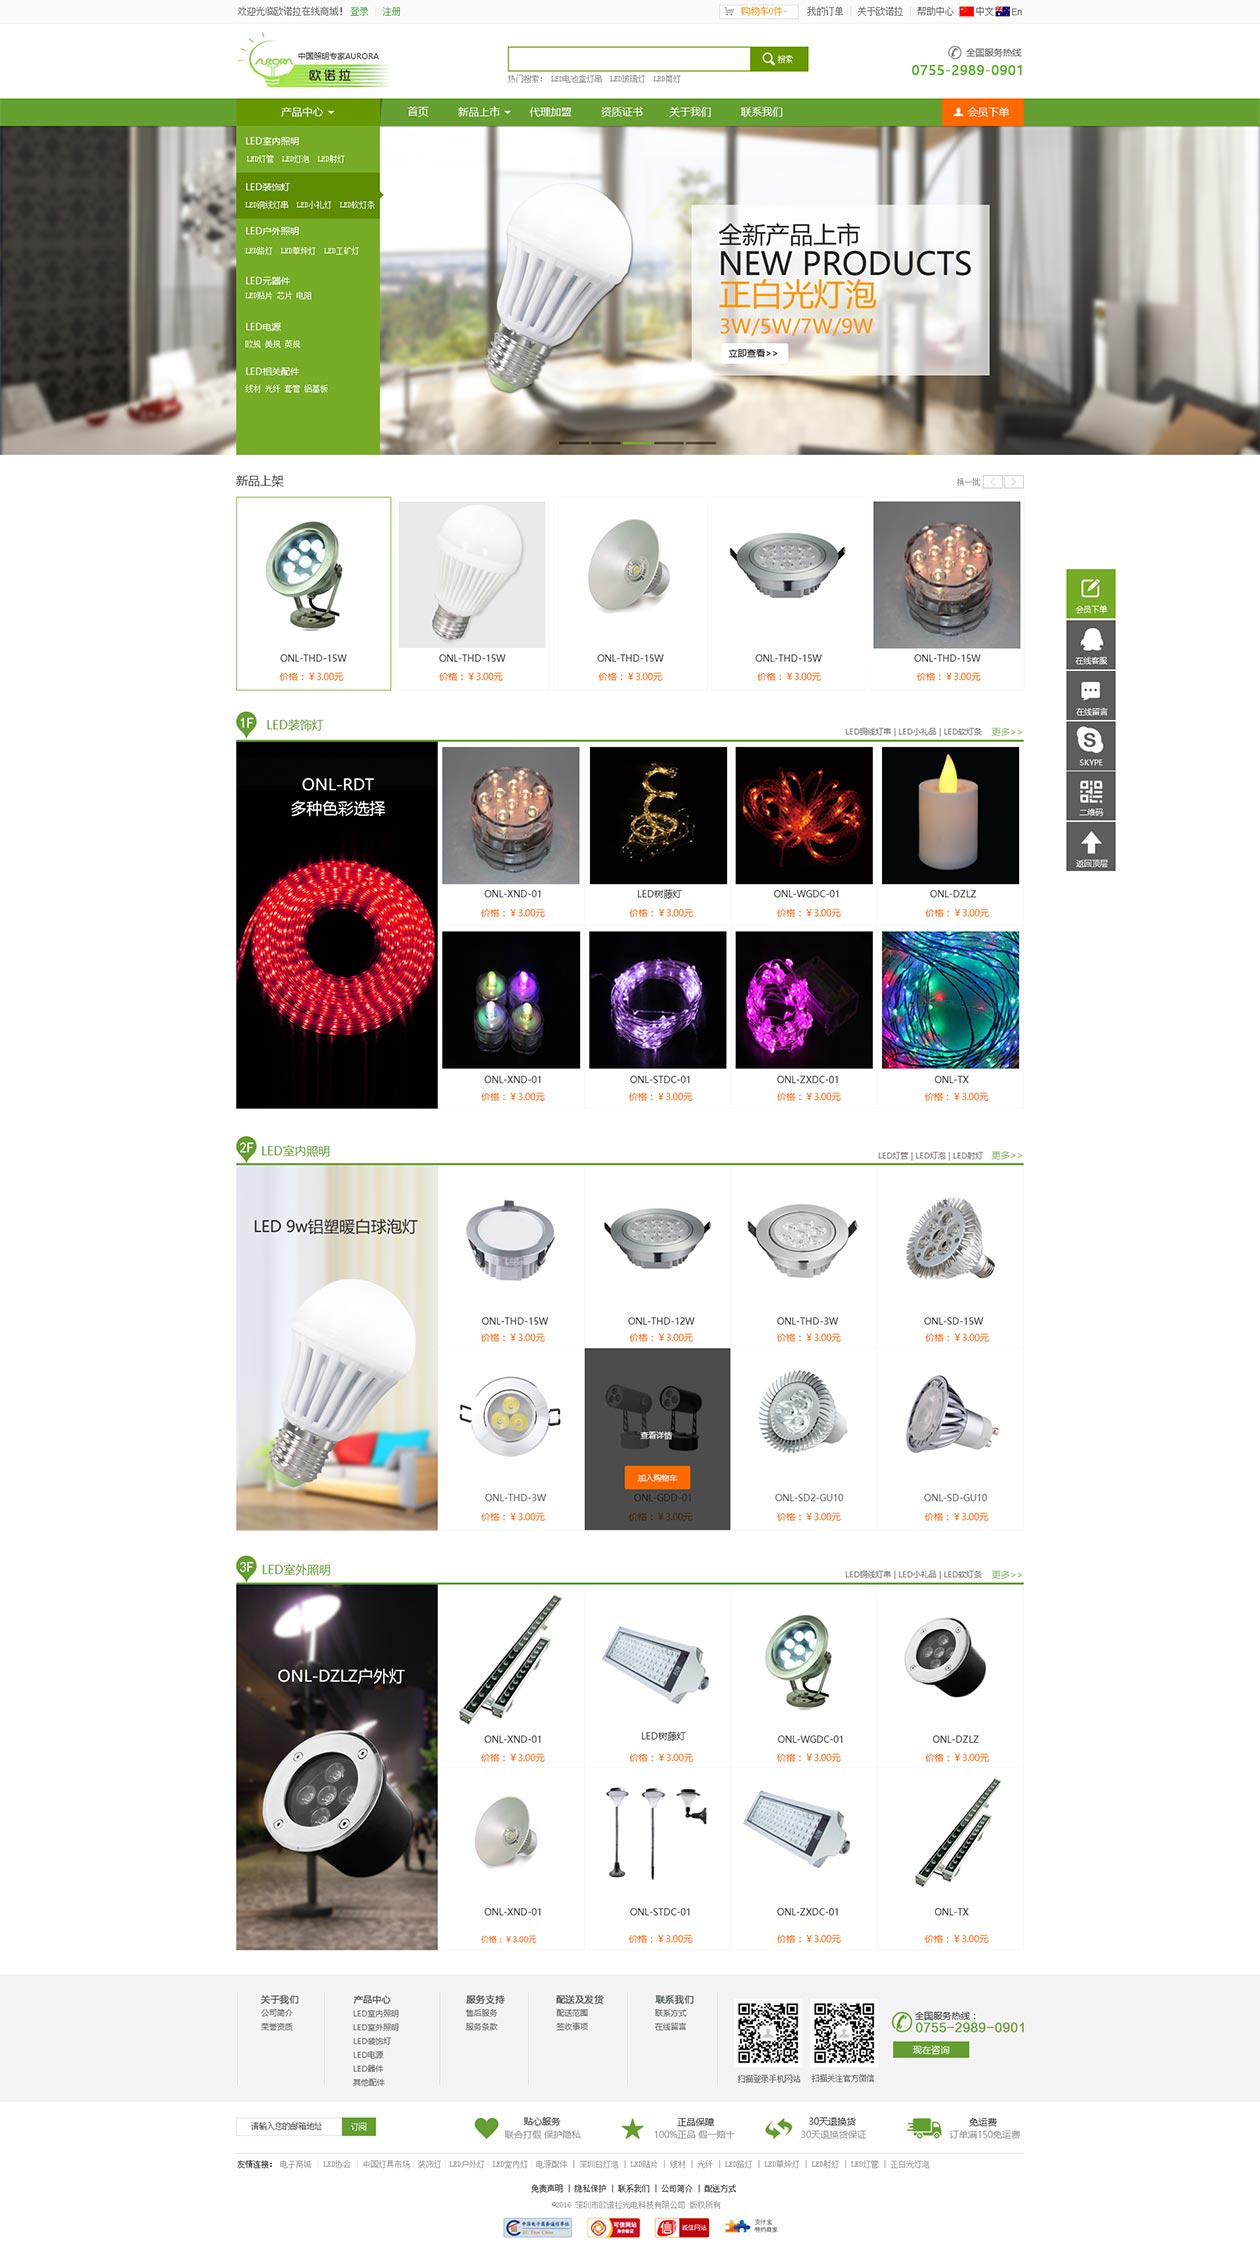 欢迎光临欧诺拉在线商城！ 登录 | 注册
购物车0件
我的订单 | 关于欧诺拉 | 帮助中心 中文 En
AURORA
中国照明专家AURORA
欧诺拉
搜索
热门搜索： LED电池盒灯串 LED玻璃灯 LED筒灯
全国服务热线
0755-2989-0901
产品中心 首页 新品上市 代理加盟 资质证书 关于我们 联系我们 会员下单
LED室内照明
LED灯管 LED灯泡 LED射灯
LED装饰灯
LED铜线灯串 LED小礼灯 LED软灯条
LED户外照明
LED路灯 LED草坪灯 LED工矿灯
LED元器件
LED贴片 芯片 电阻
LED电源
欧规 美规 英规
LED相关配件
线材 光纤 套管 铝基板
全新产品上市
NEW PRODUCTS
正白光灯泡
3W/5W/7W/9W
立即查看>>
新品上架
换一批 < >
ONL-THD-15W ONL-THD-15W ONL-THD-15W ONL-THD-15W ONL-THD-15W
价格：￥3.00元 价格：￥3.00元 价格：￥3.00元 价格：￥3.00元 价格：￥3.00元
会员下单
在线客服
在线留言
SKYPE
二维码
返回顶层
1F LED装饰灯
LED铜线灯串 | LED小礼品 | LED软灯条 更多>>
ONL-RDT
多种色彩选择
ONL-XND-01 LED树藤灯 ONL-WGDC-01 ONL-DZLZ
价格：￥3.00元 价格：￥3.00元 价格：￥3.00元 价格：￥3.00元
ONL-XND-01 ONL-STDC-01 ONL-ZXDC-01 ONL-TX
价格：￥3.00元 价格：￥3.00元 价格：￥3.00元 价格：￥3.00元
2F LED室内照明
LED灯管 | LED灯泡 | LED射灯 更多>>
LED 9w铝塑暖白球泡灯
ONL-THD-15W ONL-THD-12W ONL-THD-3W ONL-SD-15W
价格：￥3.00元 价格：￥3.00元 价格：￥3.00元 价格：￥3.00元
查看详情
加入购物车
ONL-THD-3W ONL-GDD-01 ONL-SD2-GU10 ONL-SD-GU10
价格：￥3.00元 价格：￥3.00元 价格：￥3.00元 价格：￥3.00元
3F LED室外照明
LED铜线灯串 | LED小礼品 | LED软灯条 更多>>
ONL-DZLZ户外灯
ONL-XND-01 LED树藤灯 ONL-WGDC-01 ONL-DZLZ
价格：￥3.00元 价格：￥3.00元 价格：￥3.00元 价格：￥3.00元
ONL-XND-01 ONL-STDC-01 ONL-ZXDC-01 ONL-TX
价格：￥3.00元 价格：￥3.00元 价格：￥3.00元 价格：￥3.00元
关于我们
公司简介
荣誉资质
产品中心
LED室内照明
LED室外照明
LED装饰灯
LED电源
LED器件
其他配件
服务支持
售后服务
服务条款
配送及发货
配送范围
签收事项
联系我们
联系方式
在线留言
扫描登录手机网站 扫描关注官方微信
全国服务热线：
0755-2989-0901
现在咨询
请输入您的邮箱地址 订阅
贴心服务
联合打假 保护隐私
正品保障
100%正品 假一赔十
30天退换货
30天退换货保证
免运费
订单满150免运费
友情连接： 电子商城 | LED协会 | 中国灯具市场 | 装饰灯 | LED户外灯 | LED室内灯 | 电源配件 | 深圳白灯泡 | LED贴片 | 线材 | 光纤 | LED路灯 | LED草坪灯 | LED射灯 | LED灯管 | 正白光灯泡
免责声明 | 隐私保护 | 联系我们 | 公司简介 | 配送方式
©2016 深圳市欧诺拉光电科技有限公司 版权所有
可信网站
诚信网站
支付宝
特约商家